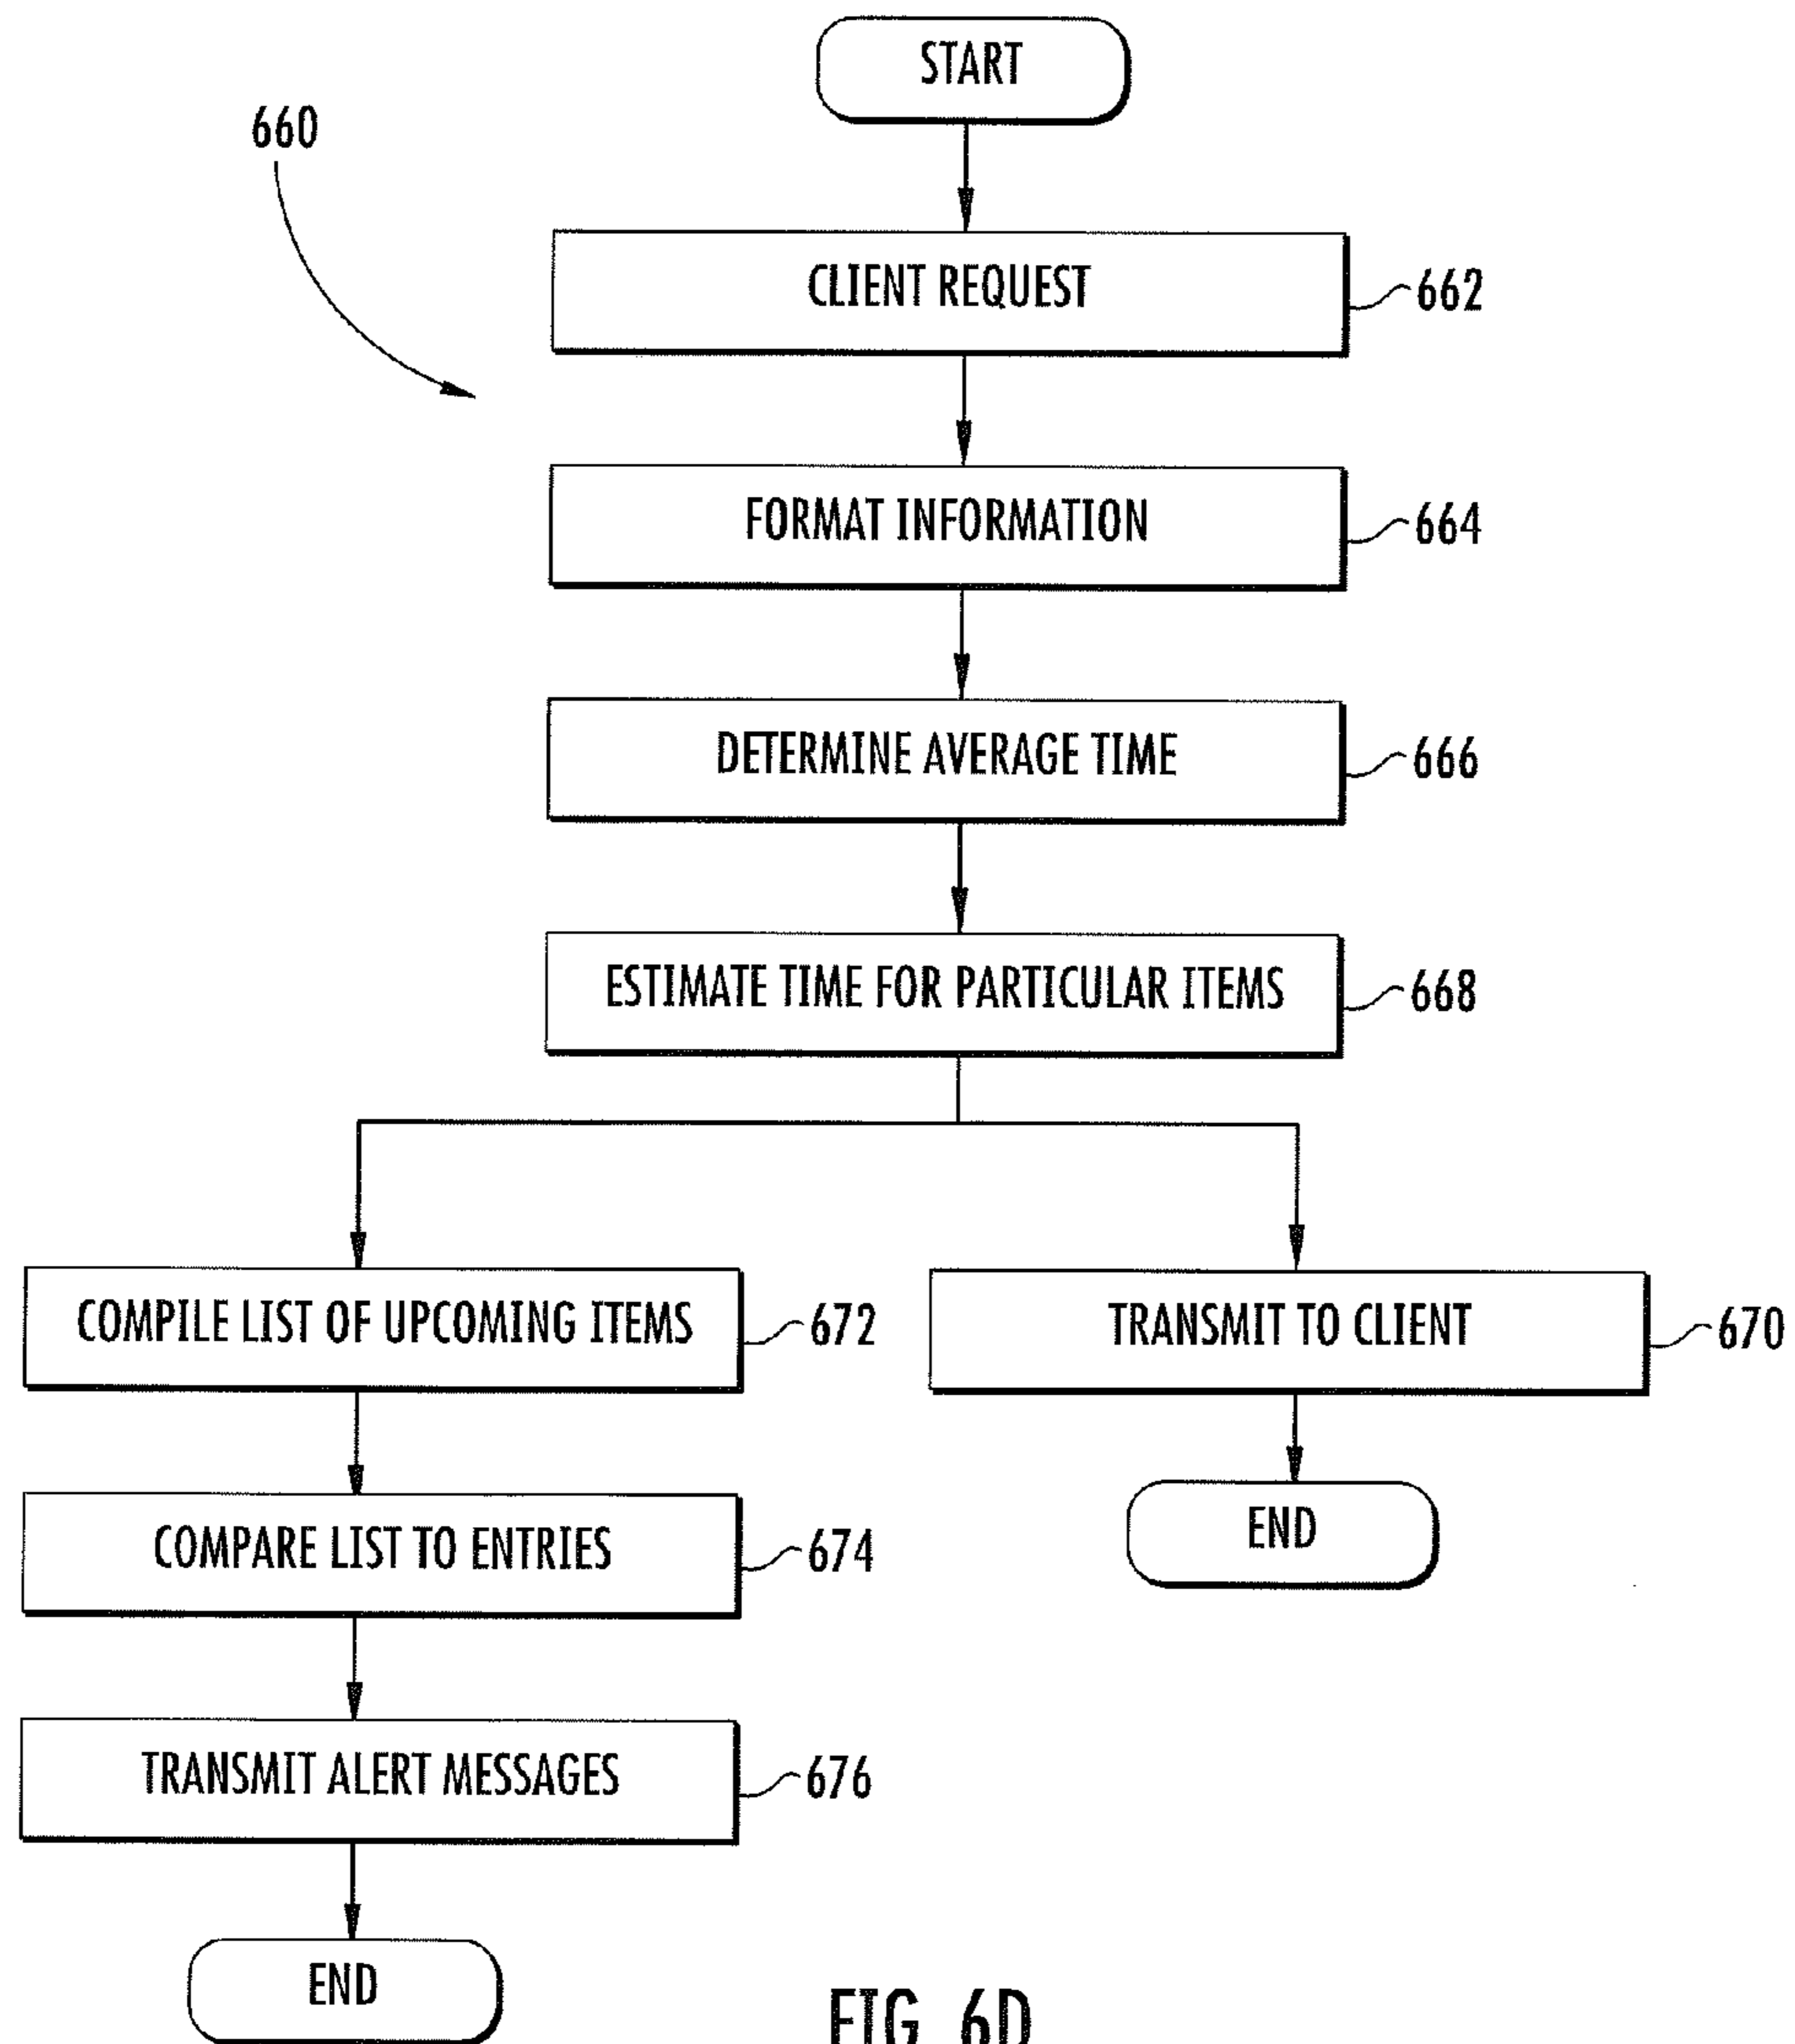 START
660
CLIENT REQUEST
662
FORMAT INFORMATION
664
DETERMINE AVERAGE TIME
666
ESTIMATE TIME FOR PARTICULAR ITEMS
668
COMPILE LIST OF UPCOMING ITEMS
672
TRANSMIT TO CLIENT
670
COMPARE LIST TO ENTRIES
674
END
TRANSMIT ALERT MESSAGES
676
END
FIG. 6D